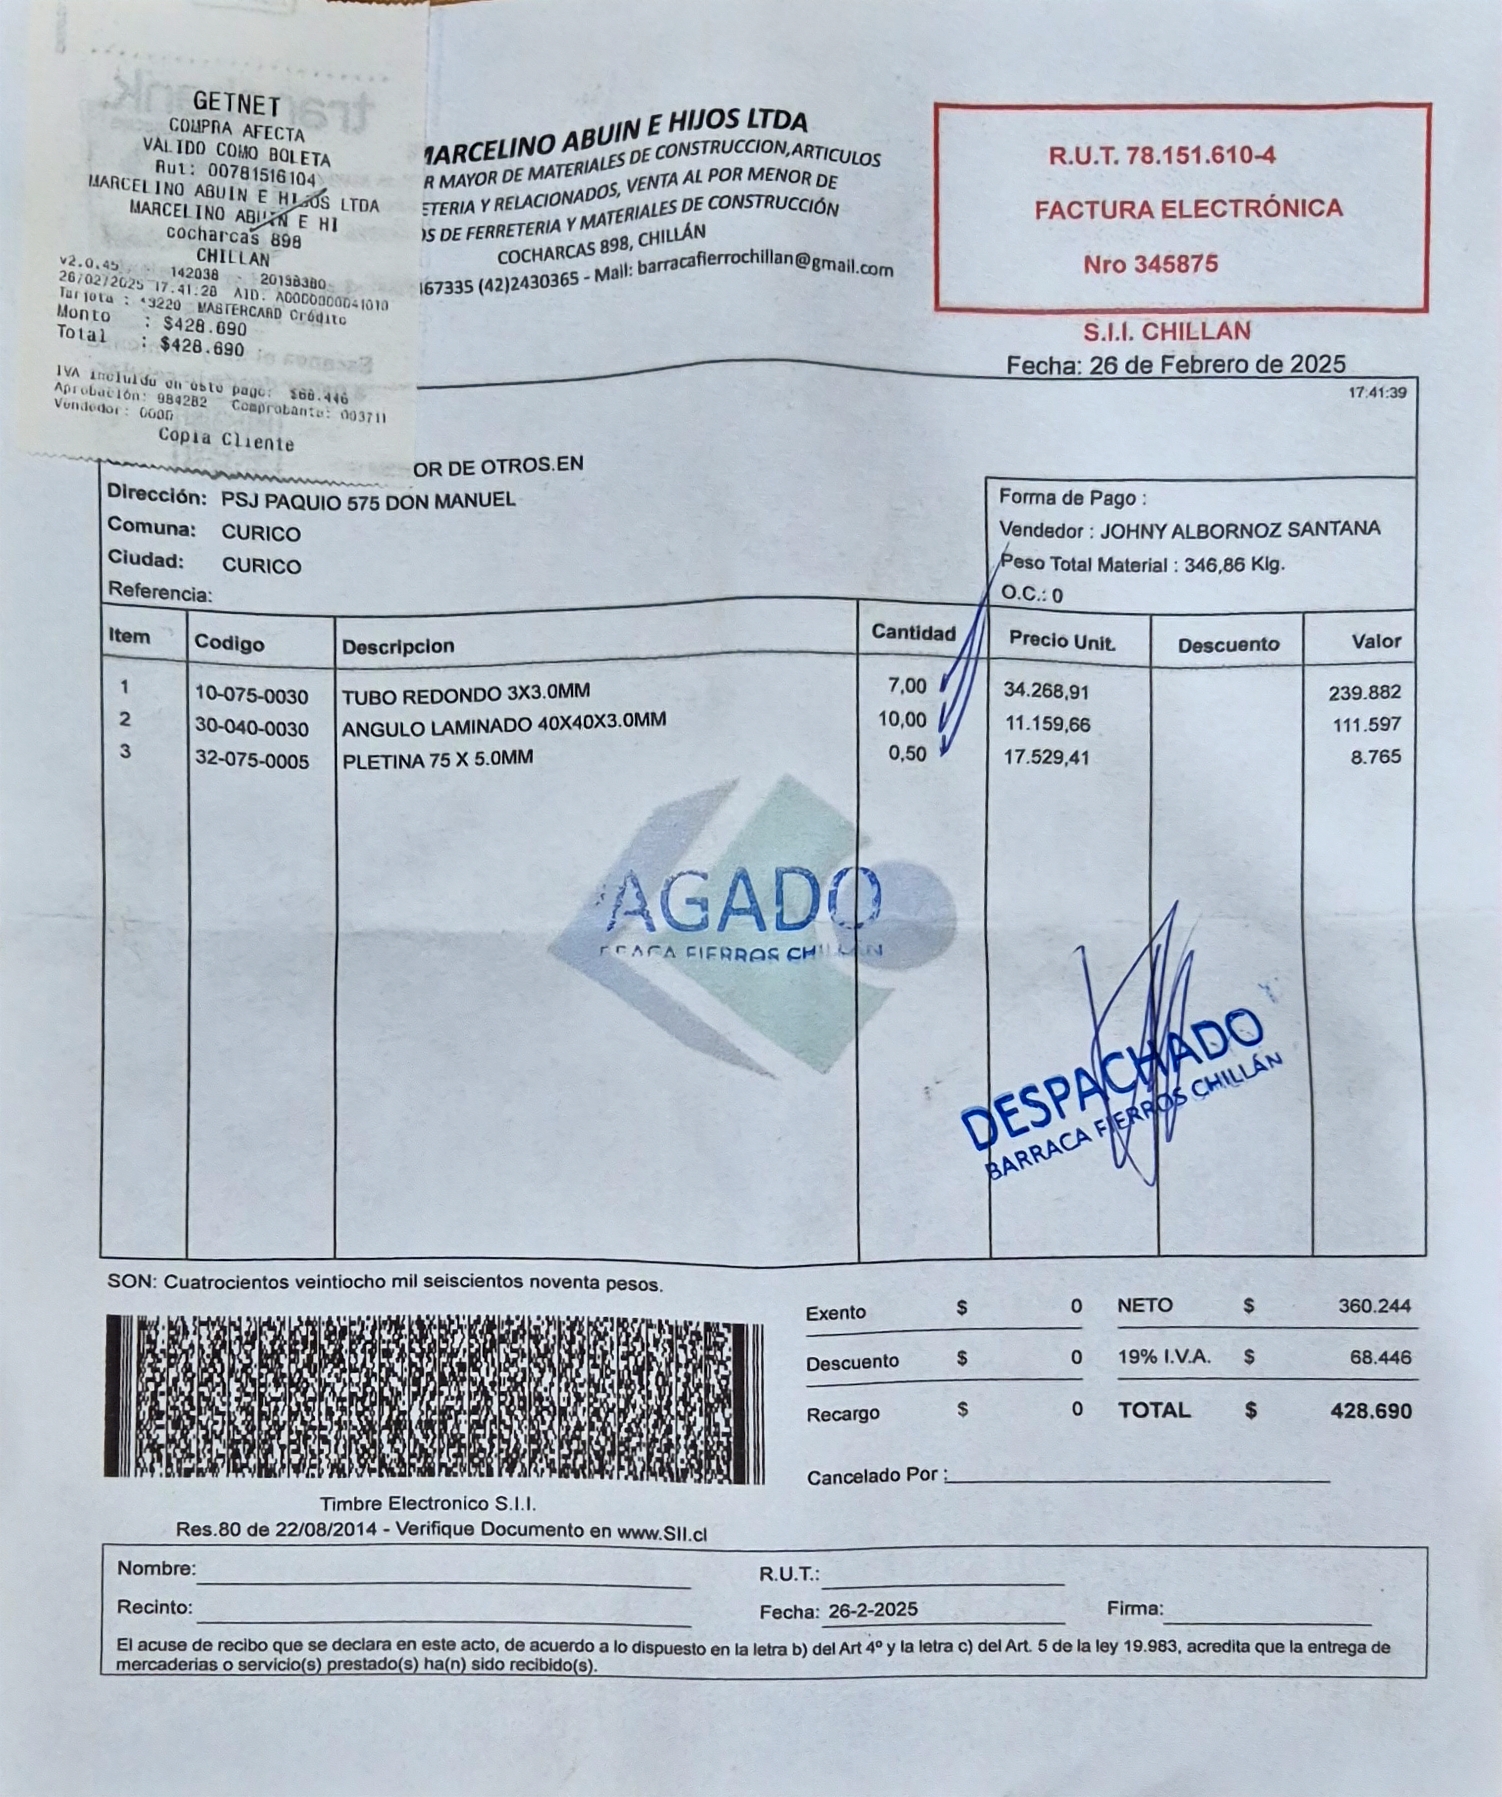 GETNET
COMPRA AFECTA
VALIDO COMO BOLETA
Rut: 00781516104
MARCELINO ABUIN E HIJOS LTDA
MARCELINO ABUIN E HI
cocharcas 898
CHILLAN
v2.0.45 - 142038 - 20198380
26/02/2025 17.41.28 AID: A0000000041010
Tarjeta : *3220 MASTERCARD Crédito
Monto : $428.690
Total : $428.690
IVA incluido en este pago: $68.446
Aprobación: 984282 Comprobante: 003711
Vendedor: 0000
Copia Cliente
MARCELINO ABUIN E HIJOS LTDA
R MAYOR DE MATERIALES DE CONSTRUCCION,ARTICULOS
ETERIA Y RELACIONADOS, VENTA AL POR MENOR DE
OS DE FERRETERIA Y MATERIALES DE CONSTRUCCIÓN
COCHARCAS 898, CHILLÁN
167335 (42)2430365 - Mail: barracafierrochillan@gmail.com
R.U.T. 78.151.610-4
FACTURA ELECTRÓNICA
Nro 345875
S.I.I. CHILLAN
Fecha: 26 de Febrero de 2025
17:41:39
OR DE OTROS.EN
Dirección: PSJ PAQUIO 575 DON MANUEL
Comuna: CURICO
Ciudad: CURICO
Referencia:
Forma de Pago :
Vendedor : JOHNY ALBORNOZ SANTANA
Peso Total Material : 346,86 Klg.
O.C.: 0
Item Codigo Descripcion Cantidad Precio Unit. Descuento Valor
1 10-075-0030 TUBO REDONDO 3X3.0MM 7,00 34.268,91 239.882
2 30-040-0030 ANGULO LAMINADO 40X40X3.0MM 10,00 11.159,66 111.597
3 32-075-0005 PLETINA 75 X 5.0MM 0,50 17.529,41 8.765
AGADO
FIERROS CHILLAN
DESPACHADO
BARRACA FIERROS CHILLÁN
SON: Cuatrocientos veintiocho mil seiscientos noventa pesos.
Exento $ 0 NETO $ 360.244
Descuento $ 0 19% I.V.A. $ 68.446
Recargo $ 0 TOTAL $ 428.690
Cancelado Por :
Timbre Electronico S.I.I.
Res.80 de 22/08/2014 - Verifique Documento en www.SII.cl
Nombre: R.U.T.:
Recinto: Fecha: 26-2-2025 Firma:
El acuse de recibo que se declara en este acto, de acuerdo a lo dispuesto en la letra b) del Art 4º y la letra c) del Art. 5 de la ley 19.983, acredita que la entrega de
mercaderias o servicio(s) prestado(s) ha(n) sido recibido(s).